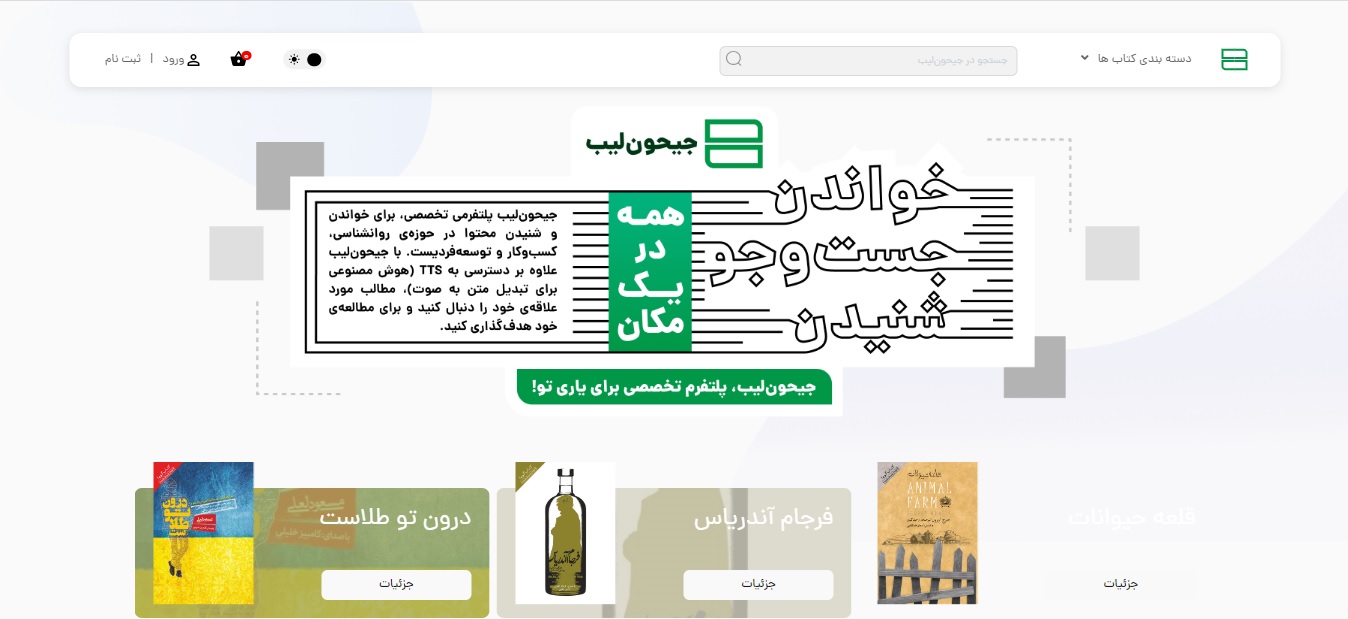 دسته بندی کتاب ها
جستجو در جیحون‌لیب
ورود | ثبت نام
جیحون‌لیب
خواندن
جست‌وجو
شنیدن
همه
در
یک
مکان
جیحون‌لیب پلتفرمی تخصصی، برای خواندن
و شنیدن محتوا در حوزه‌ی روانشناسی،
کسب‌وکار و توسعه‌فردیست. با جیحون‌لیب
علاوه بر دسترسی به TTS (هوش مصنوعی
برای تبدیل متن به صوت)، مطالب مورد
علاقه‌ی خود را دنبال کنید و برای مطالعه‌ی
خود هدف‌گذاری کنید.
جیحون‌لیب، پلتفرم تخصصی برای یاری تو!
قلعه حیوانات
جزئیات
قلعه حیوانات
ANIMAL
FARM
فرجام آندریاس
جزئیات
فرجام آندریاس
درون تو طلاست
جزئیات
درون
تو
طلاست
مسعود لعلی